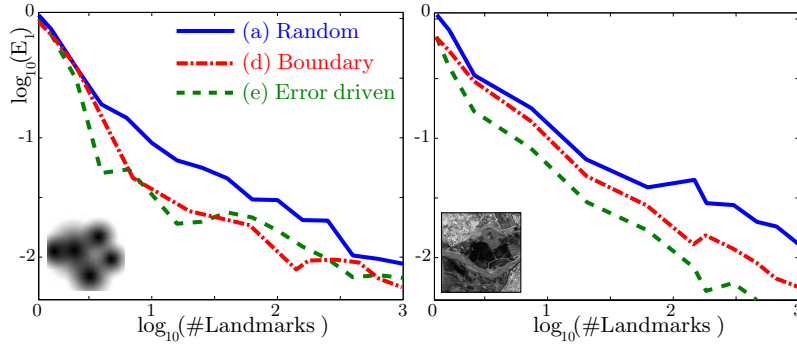 0
-1
-2
log10(E1)
(a) Random
(d) Boundary
(e) Error driven
0 1 2 3
log10(#Landmarks )
0
-1
-2
0 1 2 3
log10(#Landmarks )